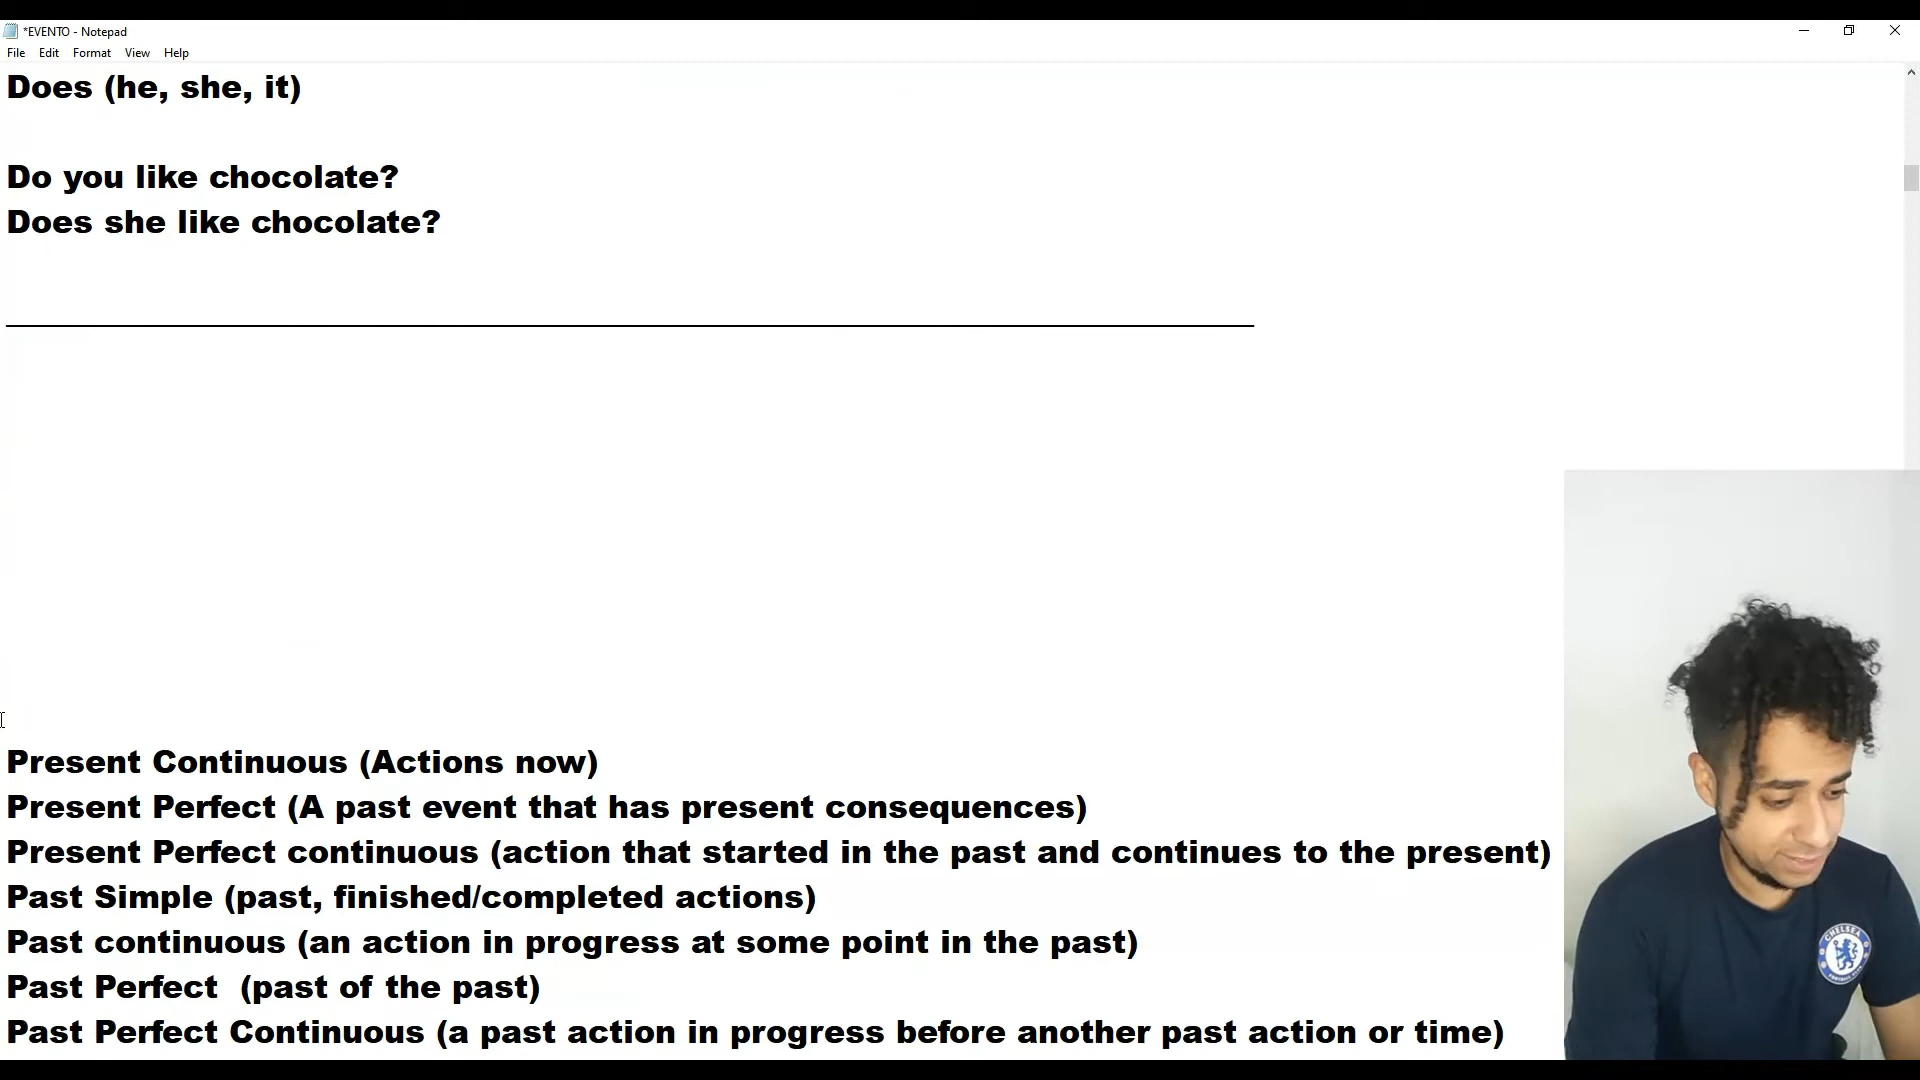 *EVENTO - Notepad
File Edit Format View Help
Does (he, she, it)
Do you like chocolate?
Does she like chocolate?
Present Continuous (Actions now)
Present Perfect (A past event that has present consequences)
Present Perfect continuous (action that started in the past and continues to the present)
Past Simple (past, finished/completed actions)
Past continuous (an action in progress at some point in the past)
Past Perfect  (past of the past)
Past Perfect Continuous (a past action in progress before another past action or time)
CHELSEA
FOOTBALL CLUB